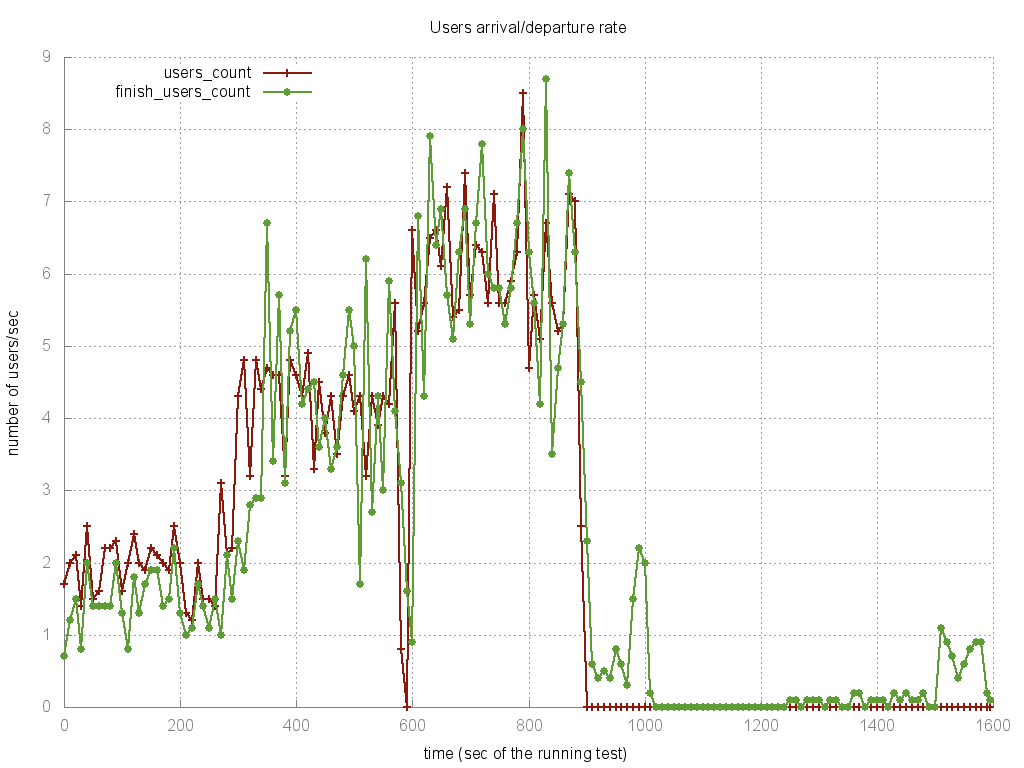 Users arrival/departure rate
users_count
finish_users_count
number of users/sec
9
8
7
6
5
4
3
2
1
0
0 200 400 600 800 1000 1200 1400 1600
time (sec of the running test)